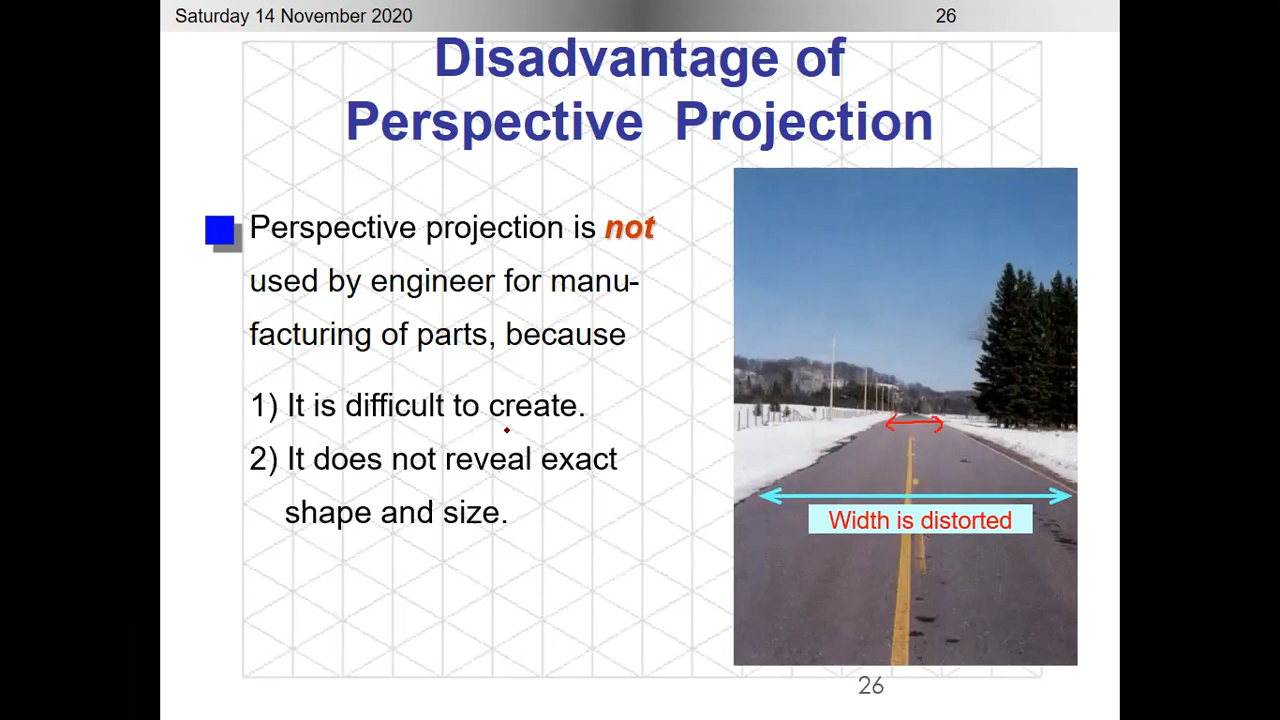 Saturday 14 November 2020 26
Disadvantage of
Perspective Projection
Perspective projection is not
used by engineer for manu-
facturing of parts, because
1) It is difficult to create.
2) It does not reveal exact
shape and size.
Width is distorted
26